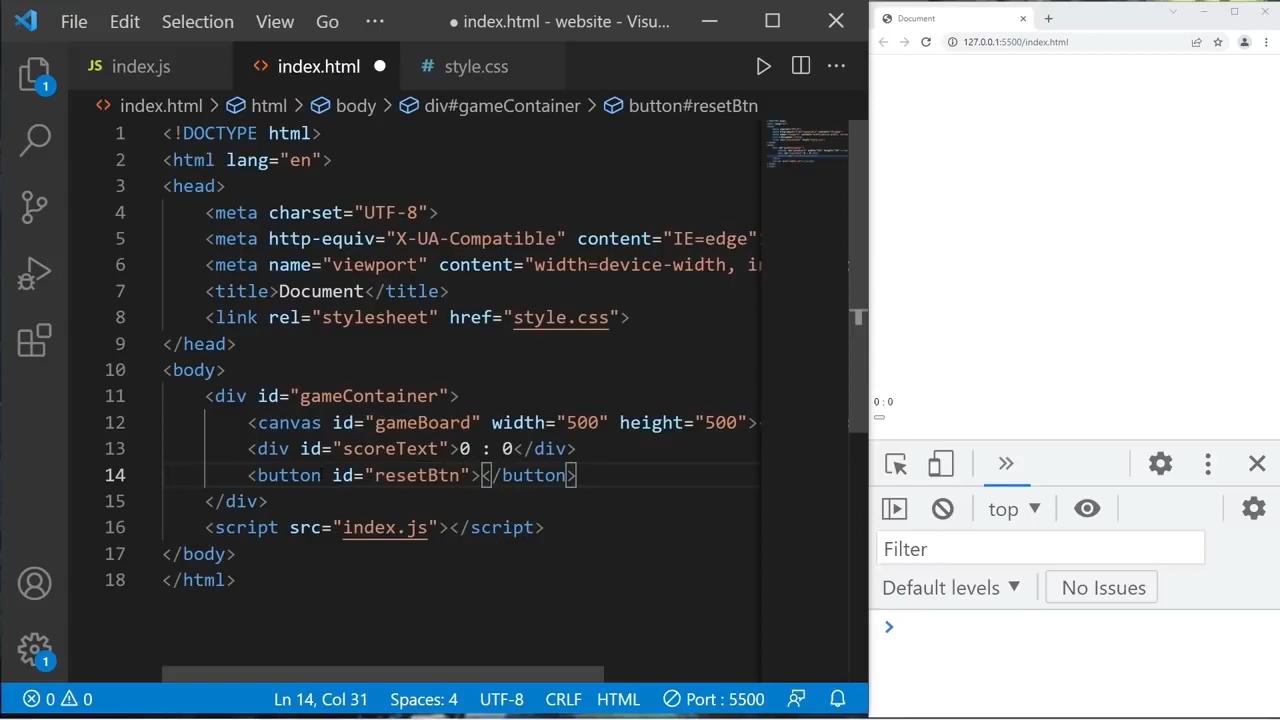 File Edit Selection View Go ··· ● index.html - website - Visu...
JS index.js <> index.html ● # style.css
<> index.html > html > body > div#gameContainer > button#resetBtn
1 <!DOCTYPE html>
2 <html lang="en">
3 <head>
4 <meta charset="UTF-8">
5 <meta http-equiv="X-UA-Compatible" content="IE=edge"
6 <meta name="viewport" content="width=device-width, in
7 <title>Document</title>
8 <link rel="stylesheet" href="style.css">
9 </head>
10 <body>
11 <div id="gameContainer">
12 <canvas id="gameBoard" width="500" height="500">
13 <div id="scoreText">0 : 0</div>
14 <button id="resetBtn"></button>
15 </div>
16 <script src="index.js"></script>
17 </body>
18 </html>
1
1
0 0 Ln 14, Col 31 Spaces: 4 UTF-8 CRLF HTML Port : 5500
Document
127.0.0.1:5500/index.html
0 : 0
top
Filter
Default levels No Issues